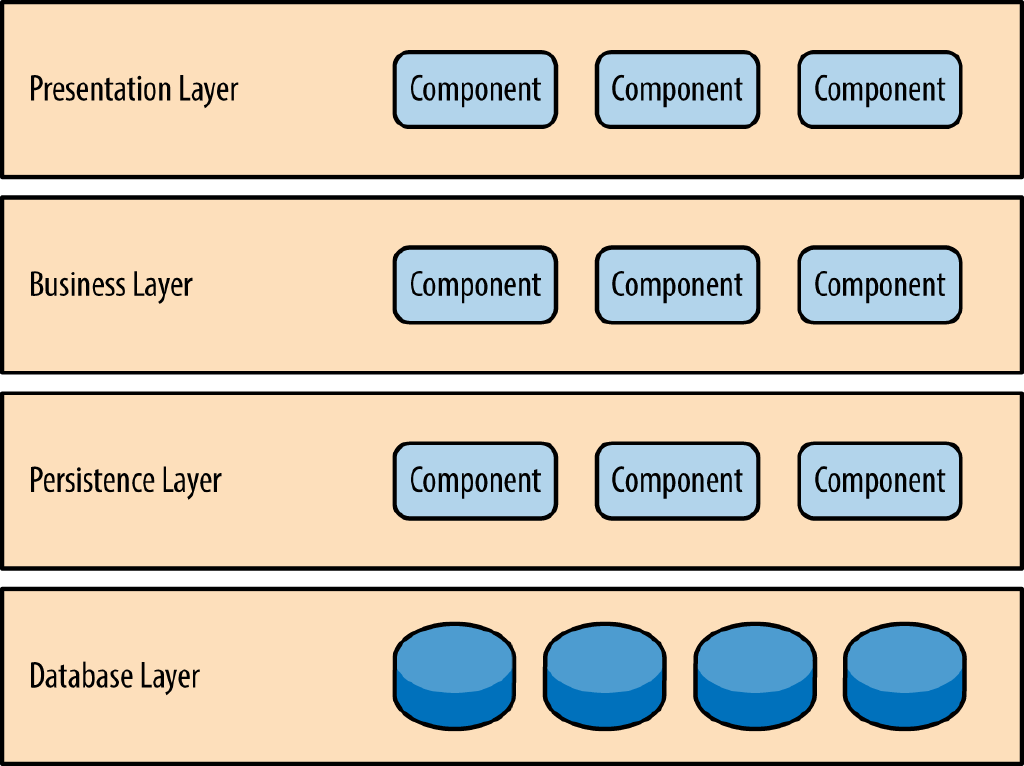 Presentation Layer
Component
Component
Component
Business Layer
Component
Component
Component
Persistence Layer
Component
Component
Component
Database Layer